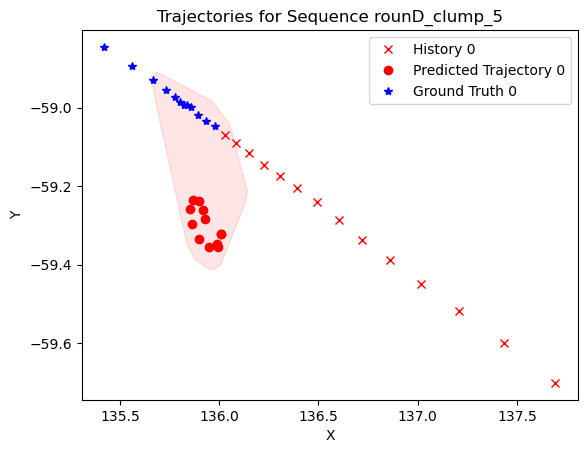 Trajectories for Sequence rounD_clump_5
History 0
Predicted Trajectory 0
Ground Truth 0
−59.0
−59.2
−59.4
−59.6
Y
135.5 136.0 136.5 137.0 137.5
X